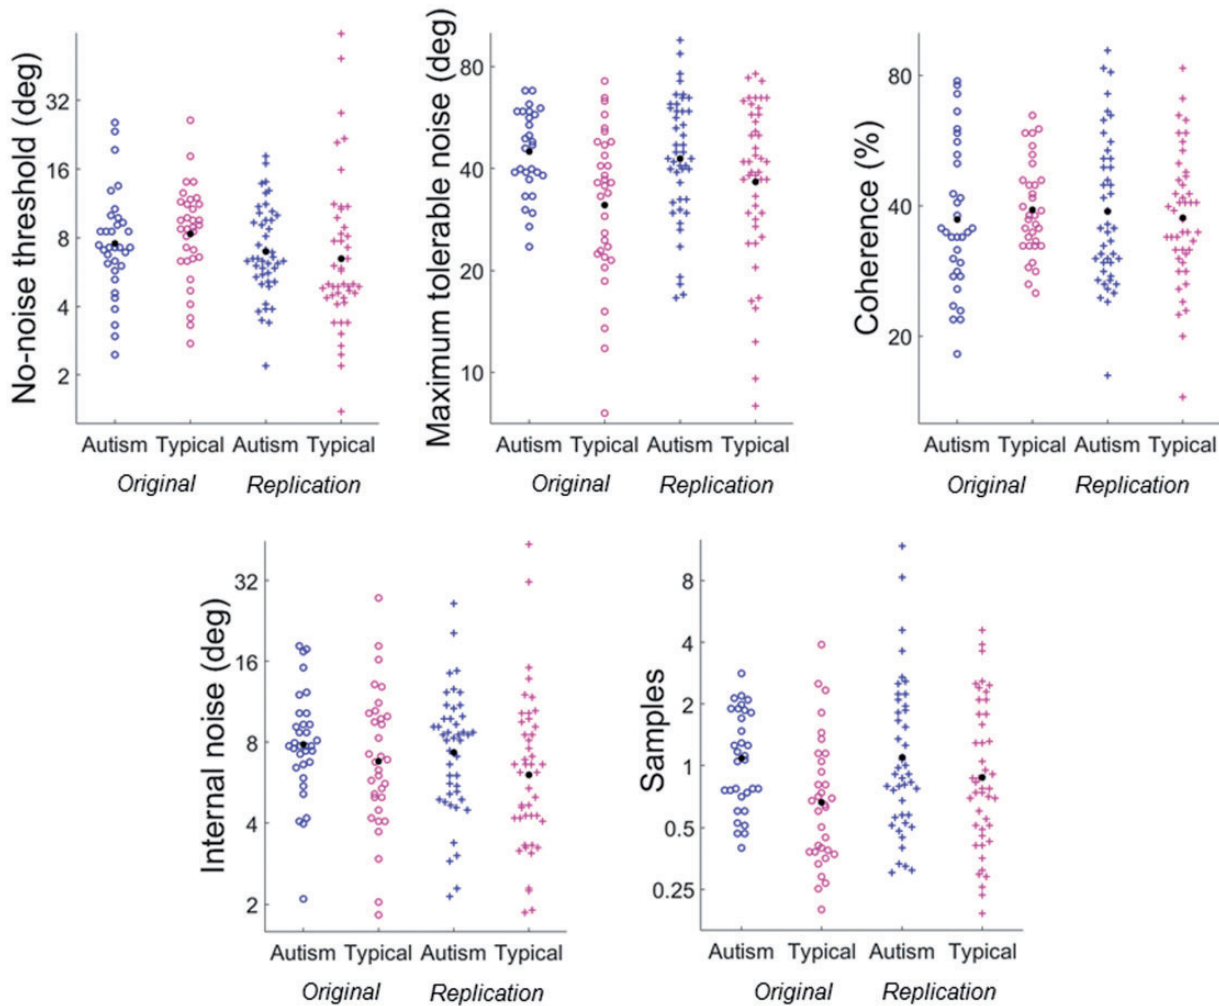 No-noise threshold (deg)
32
16
8
4
2
Autism Typical Autism Typical
Original Replication
Maximum tolerable noise (deg)
80
40
20
10
Autism Typical Autism Typical
Original Replication
Coherence (%)
80
40
20
Autism Typical Autism Typical
Original Replication
Internal noise (deg)
32
16
8
4
2
Autism Typical Autism Typical
Original Replication
Samples
8
4
2
1
0.5
0.25
Autism Typical Autism Typical
Original Replication